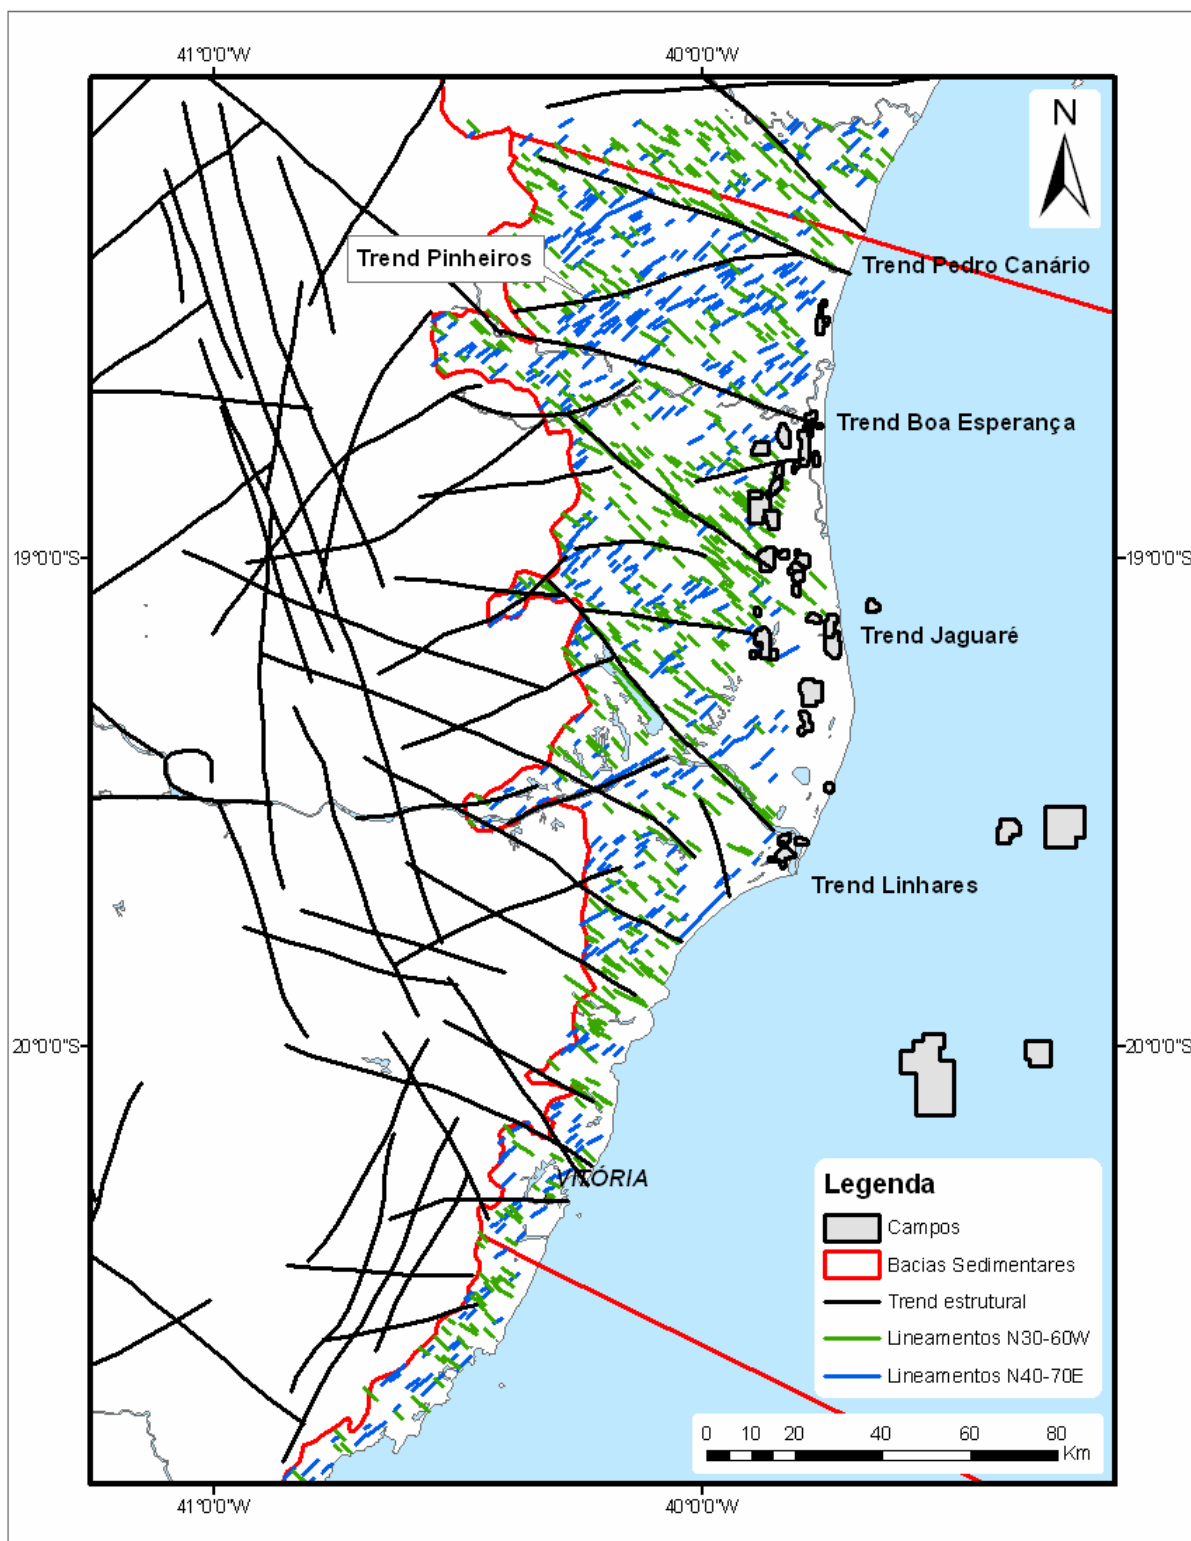 41°0'0"W 40°0'0"W
N
Trend Pinheiros
Trend Pedro Canário
Trend Boa Esperança
19°0'0"S 19°0'0"S
Trend Jaguaré
Trend Linhares
20°0'0"S 20°0'0"S
VITÓRIA
Legenda
Campos
Bacias Sedimentares
Trend estrutural
Lineamentos N30-60W
Lineamentos N40-70E
0 10 20 40 60 80
Km
41°0'0"W 40°0'0"W